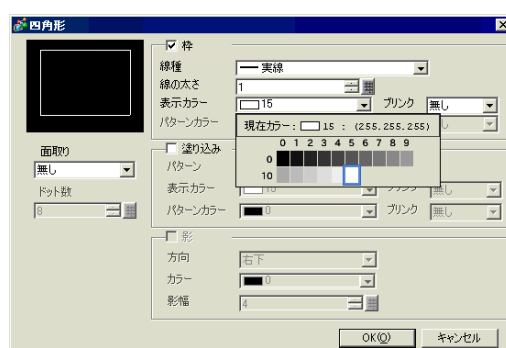 四角形
枠
線種 実線
線の太さ 1
表示カラー 15 ブリンク 無し
パターンカラー
現在カラー: 15 : (255.255.255)
0 1 2 3 4 5 6 7 8 9
0
10
面取り
無し
ドット数
8
塗り込み
パターン
表示カラー
パターンカラー 0 ブリンク 無し
影
方向 右下
カラー 0
影幅 4
OK(O) キャンセル